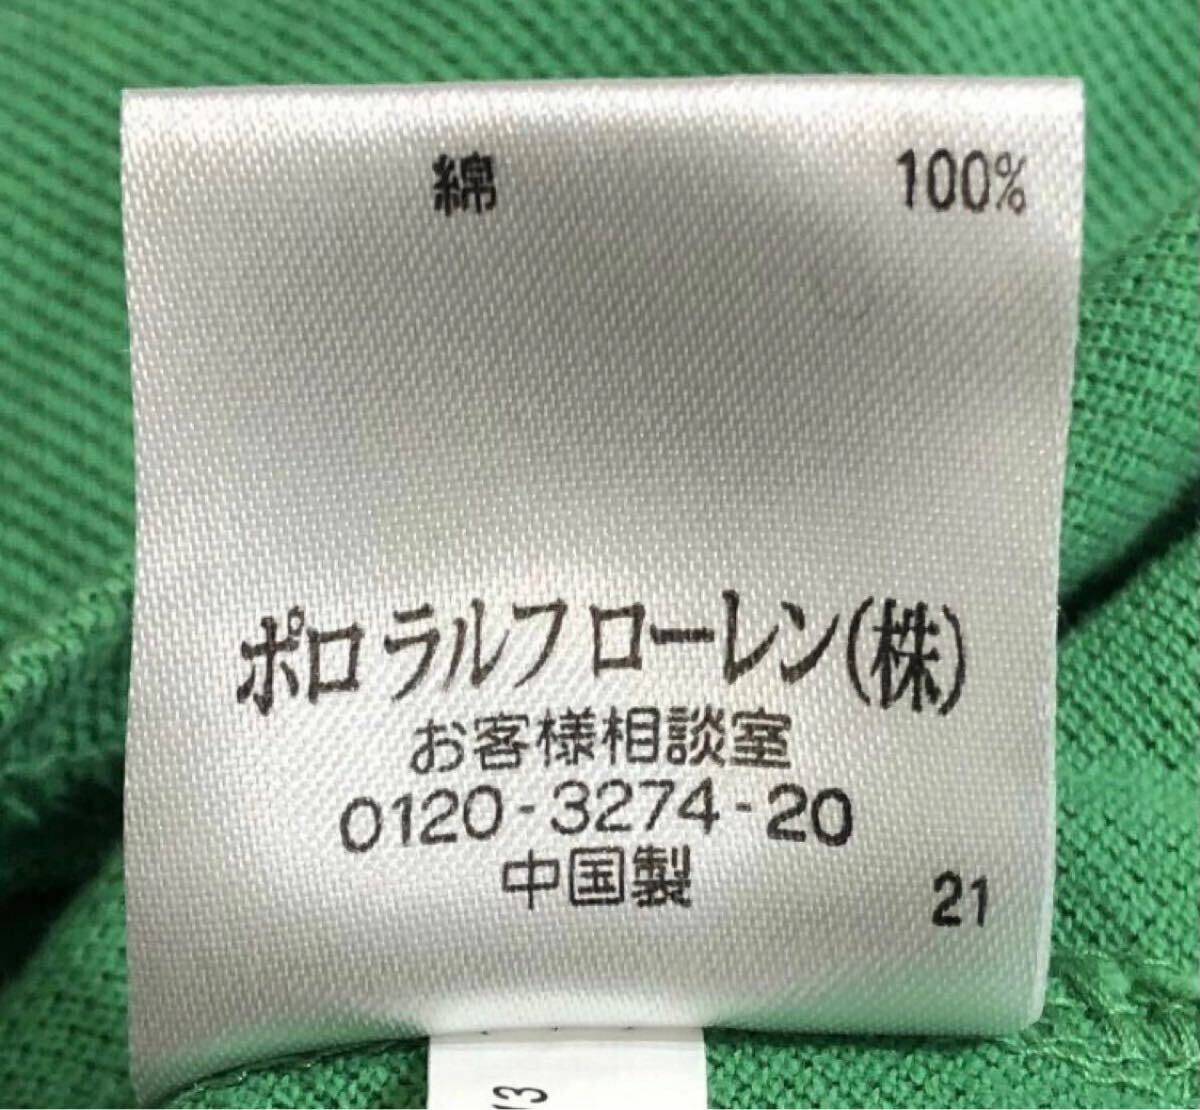 綿 100%
ポロ ラルフ ローレン(株)
お客様相談室
0120-3274-20
中国製
21